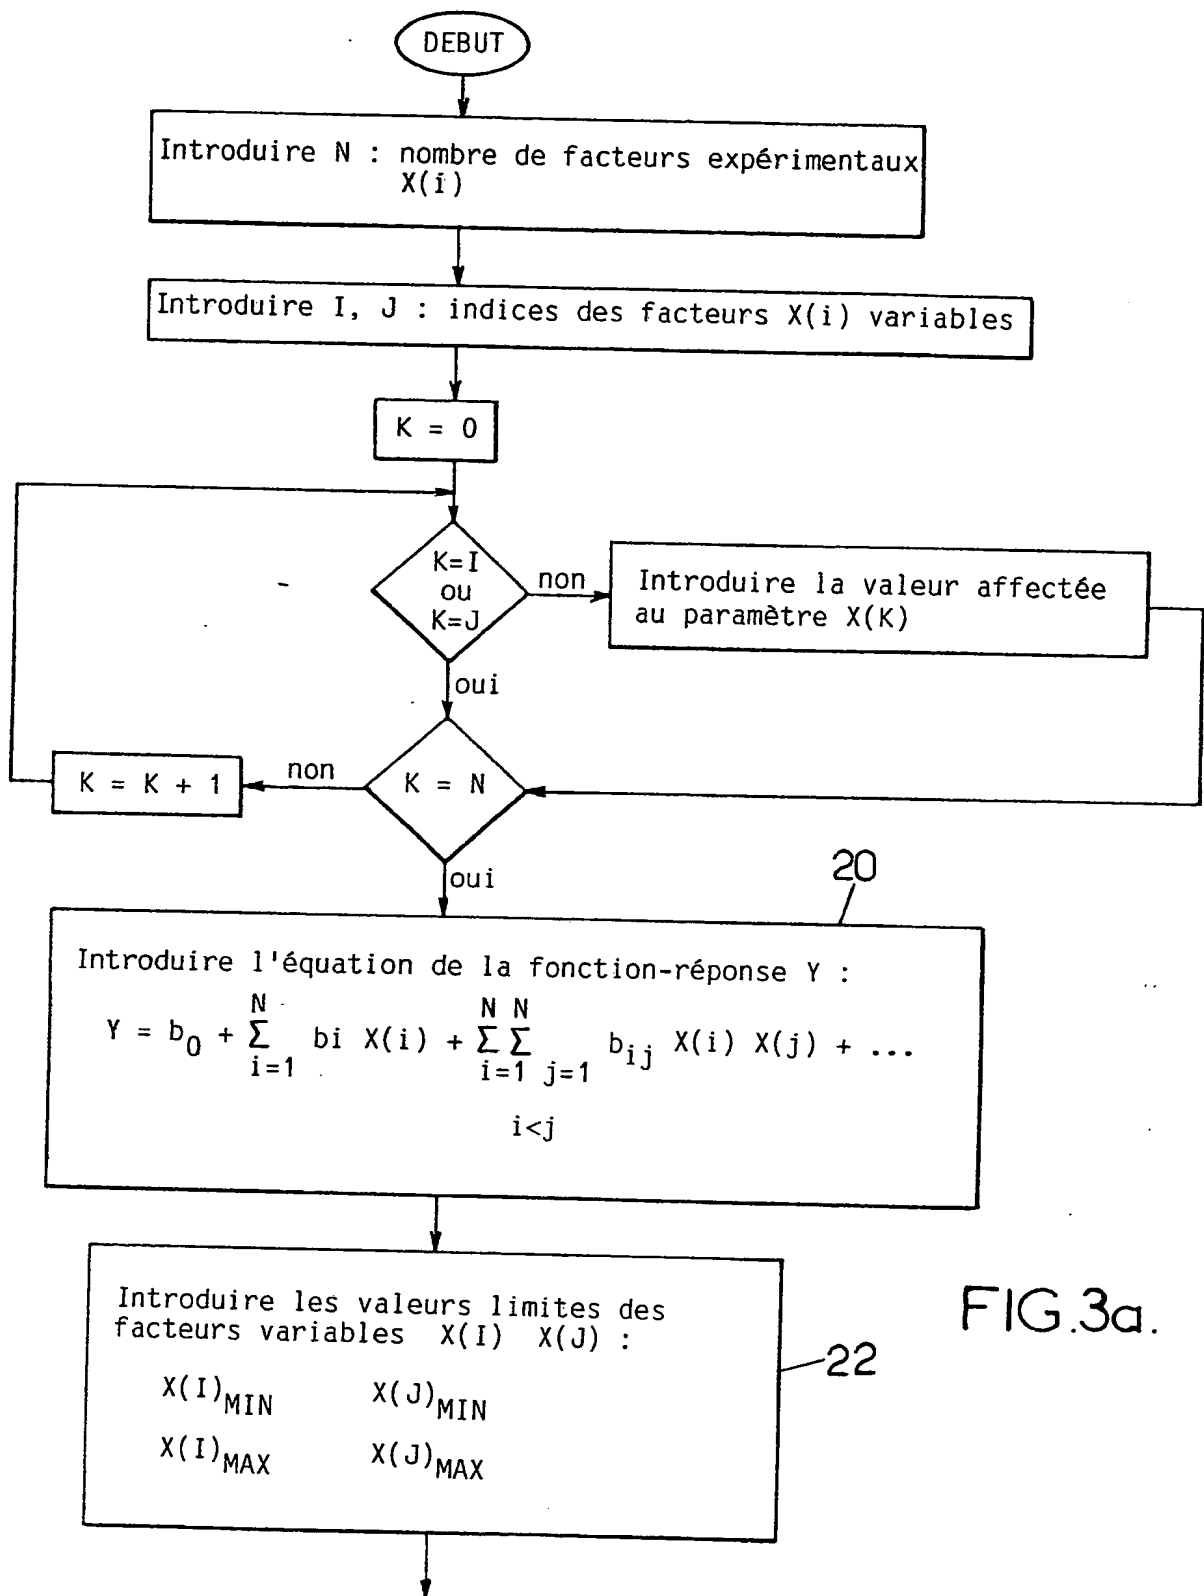 DEBUT
Introduire N : nombre de facteurs expérimentaux
X(i)
Introduire I, J : indices des facteurs X(i) variables
K = 0
K=I
ou
K=J
non
Introduire la valeur affectée
au paramètre X(K)
oui
K = N
non
K = K + 1
oui
20
Introduire l'équation de la fonction-réponse Y :
Y = b0 + Σ(i=1, N) bi X(i) + Σ(i=1, N) Σ(j=1, N) bij X(i) X(j) + ...
i<j
Introduire les valeurs limites des
facteurs variables X(I) X(J) :
X(I)MIN X(J)MIN
X(I)MAX X(J)MAX
22
FIG.3a.